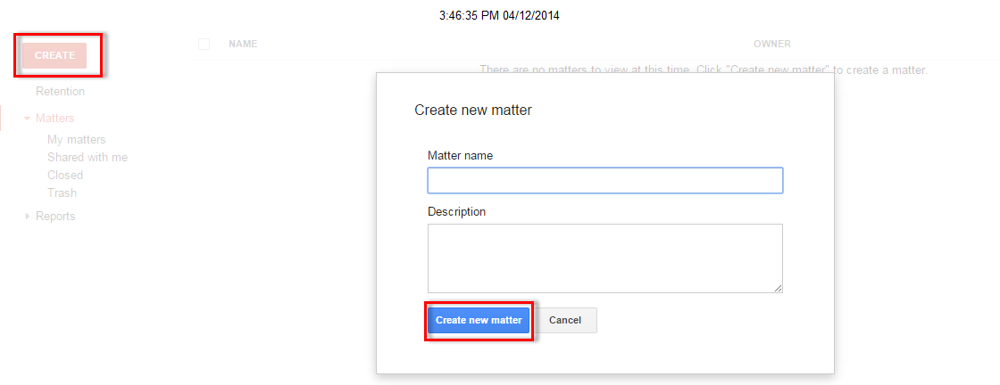 3:46:35 PM 04/12/2014
CREATE
NAME
OWNER
There are no matters to view at this time. Click "Create new matter" to create a matter.
Retention
Matters
My matters
Shared with me
Closed
Trash
Reports
Create new matter
Matter name
Description
Create new matter
Cancel